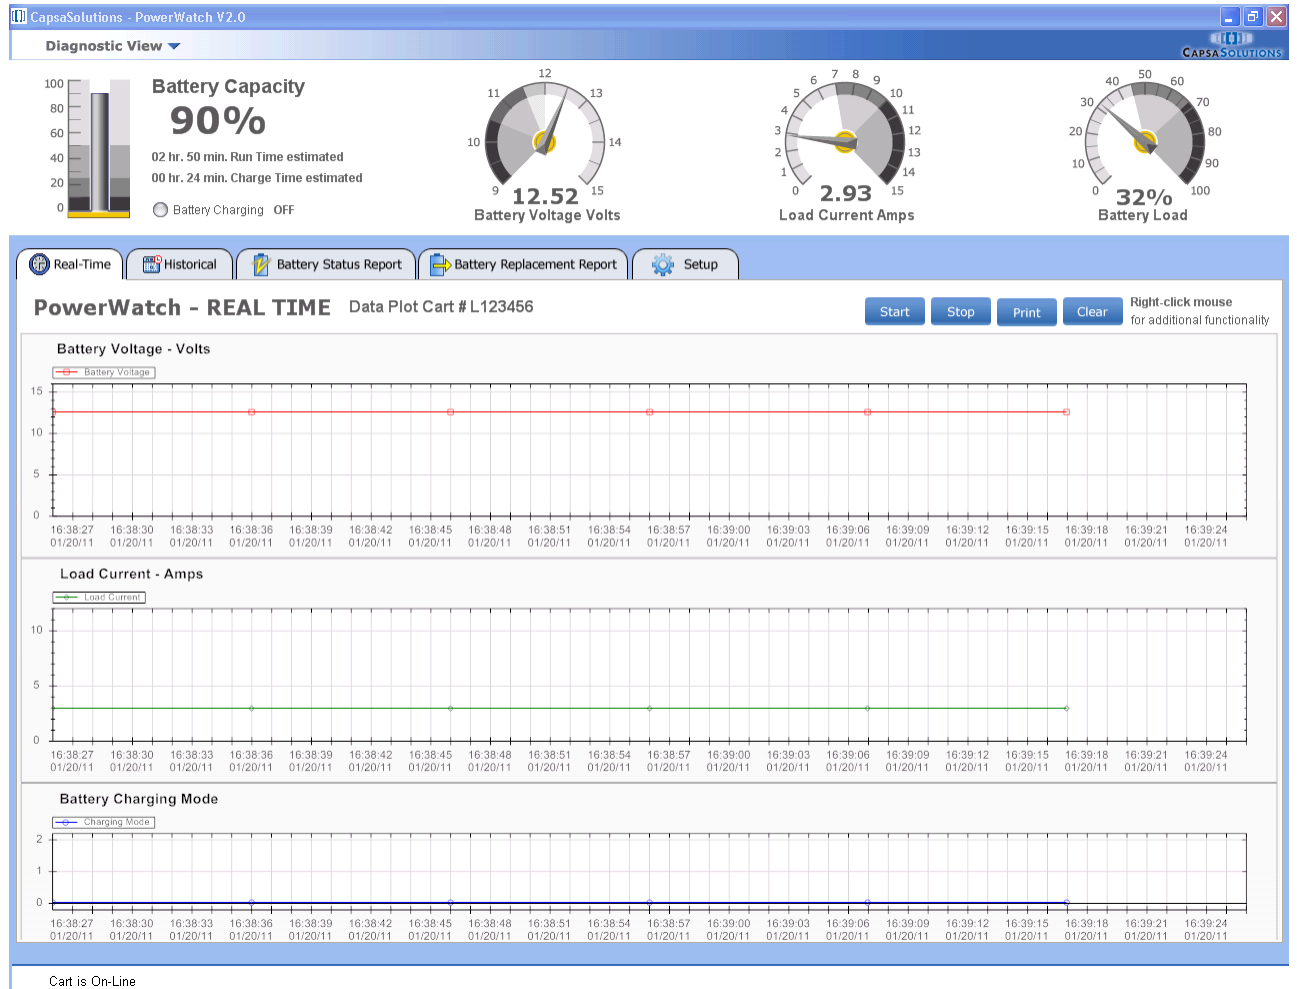 CapsaSolutions - PowerWatch V2.0
Diagnostic View
CAPSASOLUTIONS
100
80
60
40
20
0
Battery Capacity
90%
02 hr. 50 min. Run Time estimated
00 hr. 24 min. Charge Time estimated
Battery Charging OFF
9 10 11 12 13 14 15
12.52
Battery Voltage Volts
0 1 2 3 4 5 6 7 8 9 10 11 12 13 14 15
2.93
Load Current Amps
0 10 20 30 40 50 60 70 80 90 100
32%
Battery Load
Real-Time Historical Battery Status Report Battery Replacement Report Setup
PowerWatch - REAL TIME Data Plot Cart # L123456
Start Stop Print Clear
Right-click mouse
for additional functionality
Battery Voltage - Volts
Battery Voltage
15
10
5
0
16:38:27 16:38:30 16:38:33 16:38:36 16:38:39 16:38:42 16:38:45 16:38:48 16:38:51 16:38:54 16:38:57 16:39:00 16:39:03 16:39:06 16:39:09 16:39:12 16:39:15 16:39:18 16:39:21 16:39:24
01/20/11 01/20/11 01/20/11 01/20/11 01/20/11 01/20/11 01/20/11 01/20/11 01/20/11 01/20/11 01/20/11 01/20/11 01/20/11 01/20/11 01/20/11 01/20/11 01/20/11 01/20/11 01/20/11 01/20/11
Load Current - Amps
Load Current
10
5
0
16:38:27 16:38:30 16:38:33 16:38:36 16:38:39 16:38:42 16:38:45 16:38:48 16:38:51 16:38:54 16:38:57 16:39:00 16:39:03 16:39:06 16:39:09 16:39:12 16:39:15 16:39:18 16:39:21 16:39:24
01/20/11 01/20/11 01/20/11 01/20/11 01/20/11 01/20/11 01/20/11 01/20/11 01/20/11 01/20/11 01/20/11 01/20/11 01/20/11 01/20/11 01/20/11 01/20/11 01/20/11 01/20/11 01/20/11 01/20/11
Battery Charging Mode
Charging Mode
2
1
0
16:38:27 16:38:30 16:38:33 16:38:36 16:38:39 16:38:42 16:38:45 16:38:48 16:38:51 16:38:54 16:38:57 16:39:00 16:39:03 16:39:06 16:39:09 16:39:12 16:39:15 16:39:18 16:39:21 16:39:24
01/20/11 01/20/11 01/20/11 01/20/11 01/20/11 01/20/11 01/20/11 01/20/11 01/20/11 01/20/11 01/20/11 01/20/11 01/20/11 01/20/11 01/20/11 01/20/11 01/20/11 01/20/11 01/20/11 01/20/11
Cart is On-Line